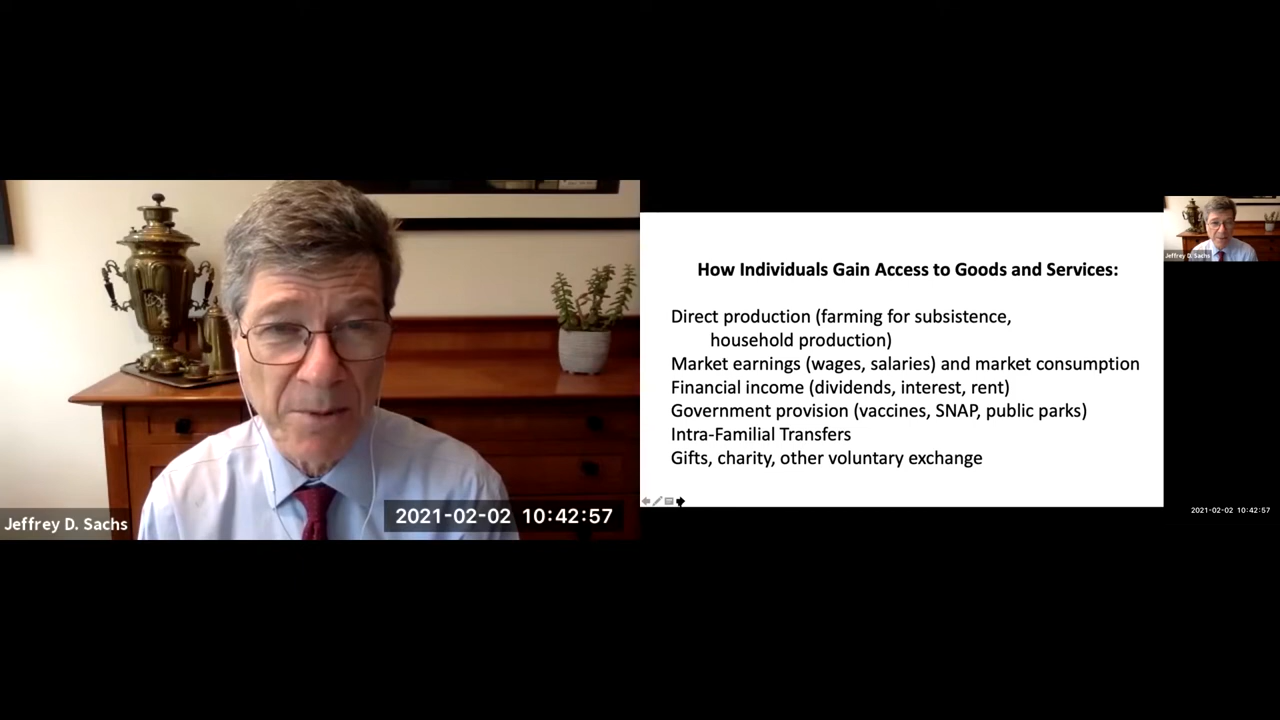 Jeffrey D. Sachs
2021-02-02 10:42:57
How Individuals Gain Access to Goods and Services:
Direct production (farming for subsistence,
household production)
Market earnings (wages, salaries) and market consumption
Financial income (dividends, interest, rent)
Government provision (vaccines, SNAP, public parks)
Intra-Familial Transfers
Gifts, charity, other voluntary exchange
Jeffrey D. Sachs
2021-02-02 10:42:57